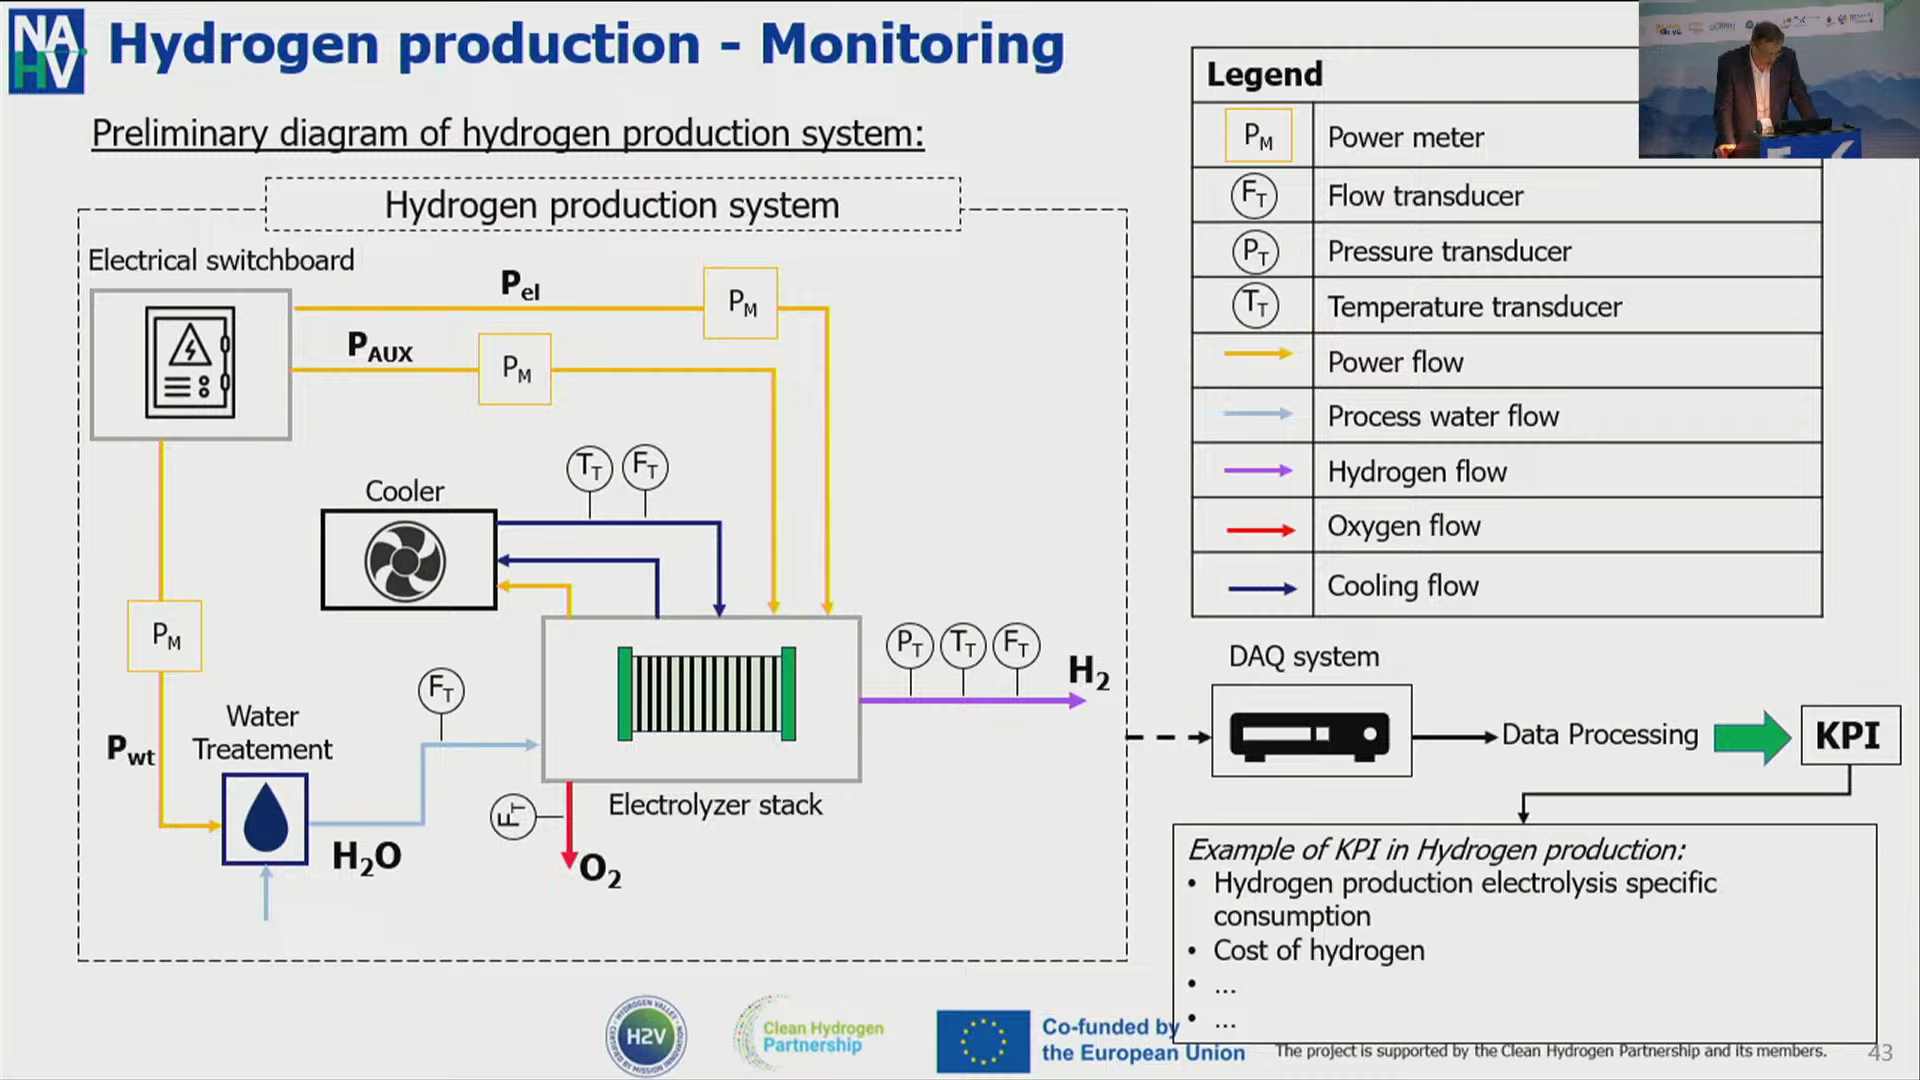 NA
HV
Hydrogen production - Monitoring
Preliminary diagram of hydrogen production system:
Hydrogen production system
Electrical switchboard
Pel
PM
PAUX
PM
TT
FT
Cooler
PM
FT
PT
TT
FT
H2
Water
Treatement
Pwt
H2O
FT
Electrolyzer stack
O2
Legend
PM Power meter
FT Flow transducer
PT Pressure transducer
TT Temperature transducer
Power flow
Process water flow
Hydrogen flow
Oxygen flow
Cooling flow
DAQ system
Data Processing
KPI
Example of KPI in Hydrogen production:
• Hydrogen production electrolysis specific
consumption
• Cost of hydrogen
• ...
• ...
H2V
Clean Hydrogen
Partnership
Co-funded by
the European Union
The project is supported by the Clean Hydrogen Partnership and its members.
43